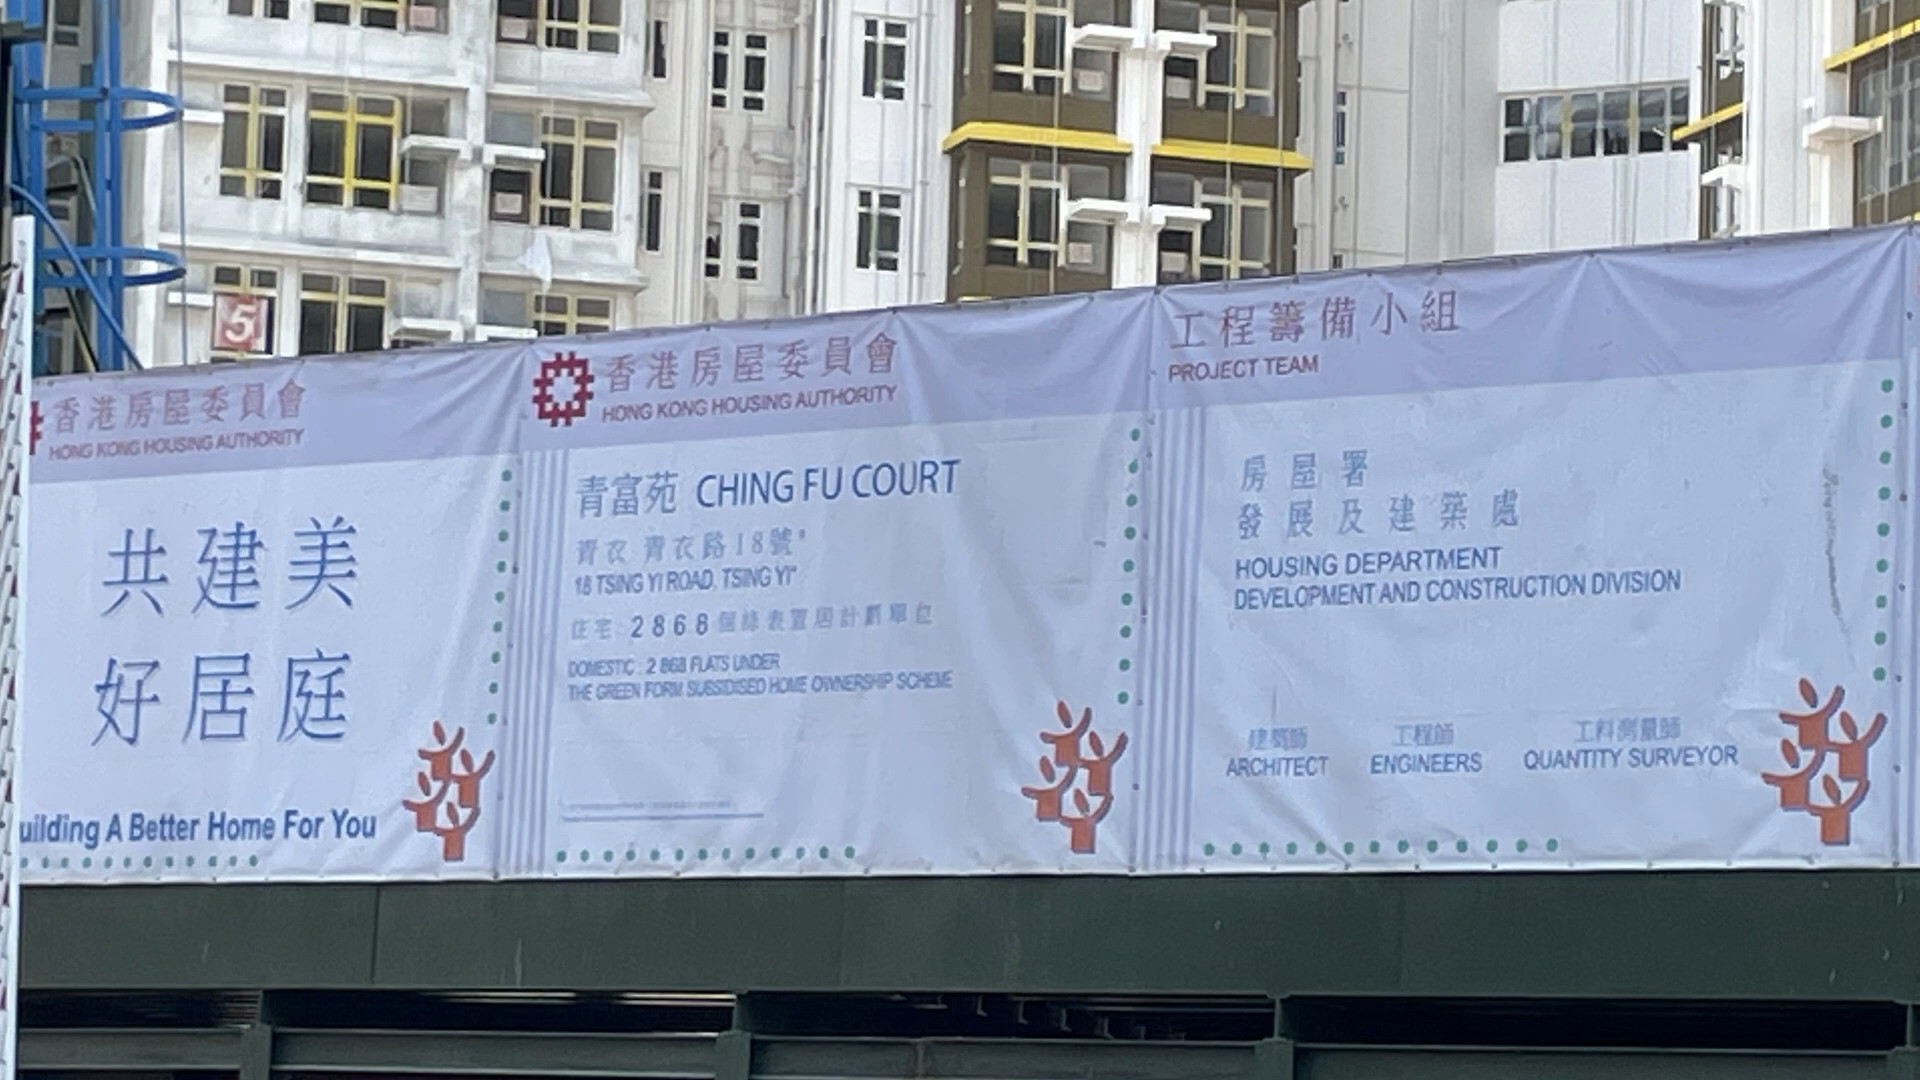 5
香港房屋委員會
HONG KONG HOUSING AUTHORITY
共建美
好居庭
uilding A Better Home For You
香港房屋委員會
HONG KONG HOUSING AUTHORITY
青富苑 CHING FU COURT
青衣 青衣路18號*
18 TSING YI ROAD, TSING YI*
住宅: 2868個綠表置居計劃單位
DOMESTIC : 2 868 FLATS UNDER
THE GREEN FORM SUBSIDISED HOME OWNERSHIP SCHEME
工程籌備小組
PROJECT TEAM
房屋署
發展及建築處
HOUSING DEPARTMENT
DEVELOPMENT AND CONSTRUCTION DIVISION
建築師 工程師 工料測量師
ARCHITECT ENGINEERS QUANTITY SURVEYOR